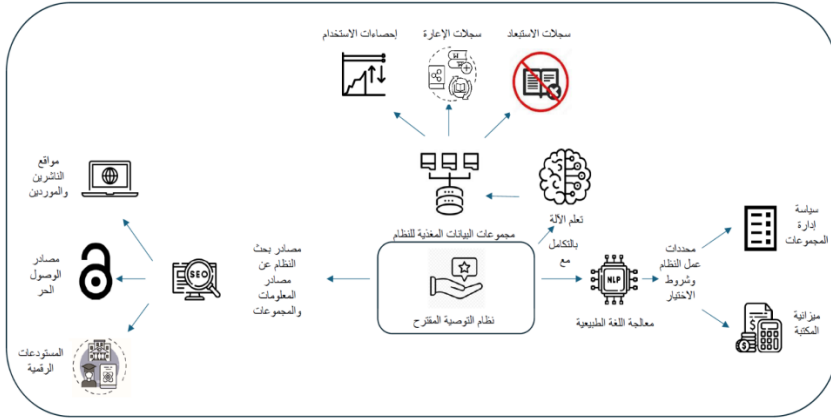 سجلات الاستبعاد
سجلات الإعارة
إحصاءات الاستخدام
مواقع
الناشرين
والموردين
مصادر
الوصول
الحر
المستودعات
الرقمية
SEO
مصادر بحث
النظام عن
مصادر
المعلومات
والمجموعات
مجموعات البيانات المغذية للنظام
تعلم الآلة
بالتكامل
مع
نظام التوصية المقترح
NLP
معالجة اللغة الطبيعية
محددات
عمل النظام
وشروط
الاختيار
سياسة
إدارة
المجموعات
ميزانية
المكتبة